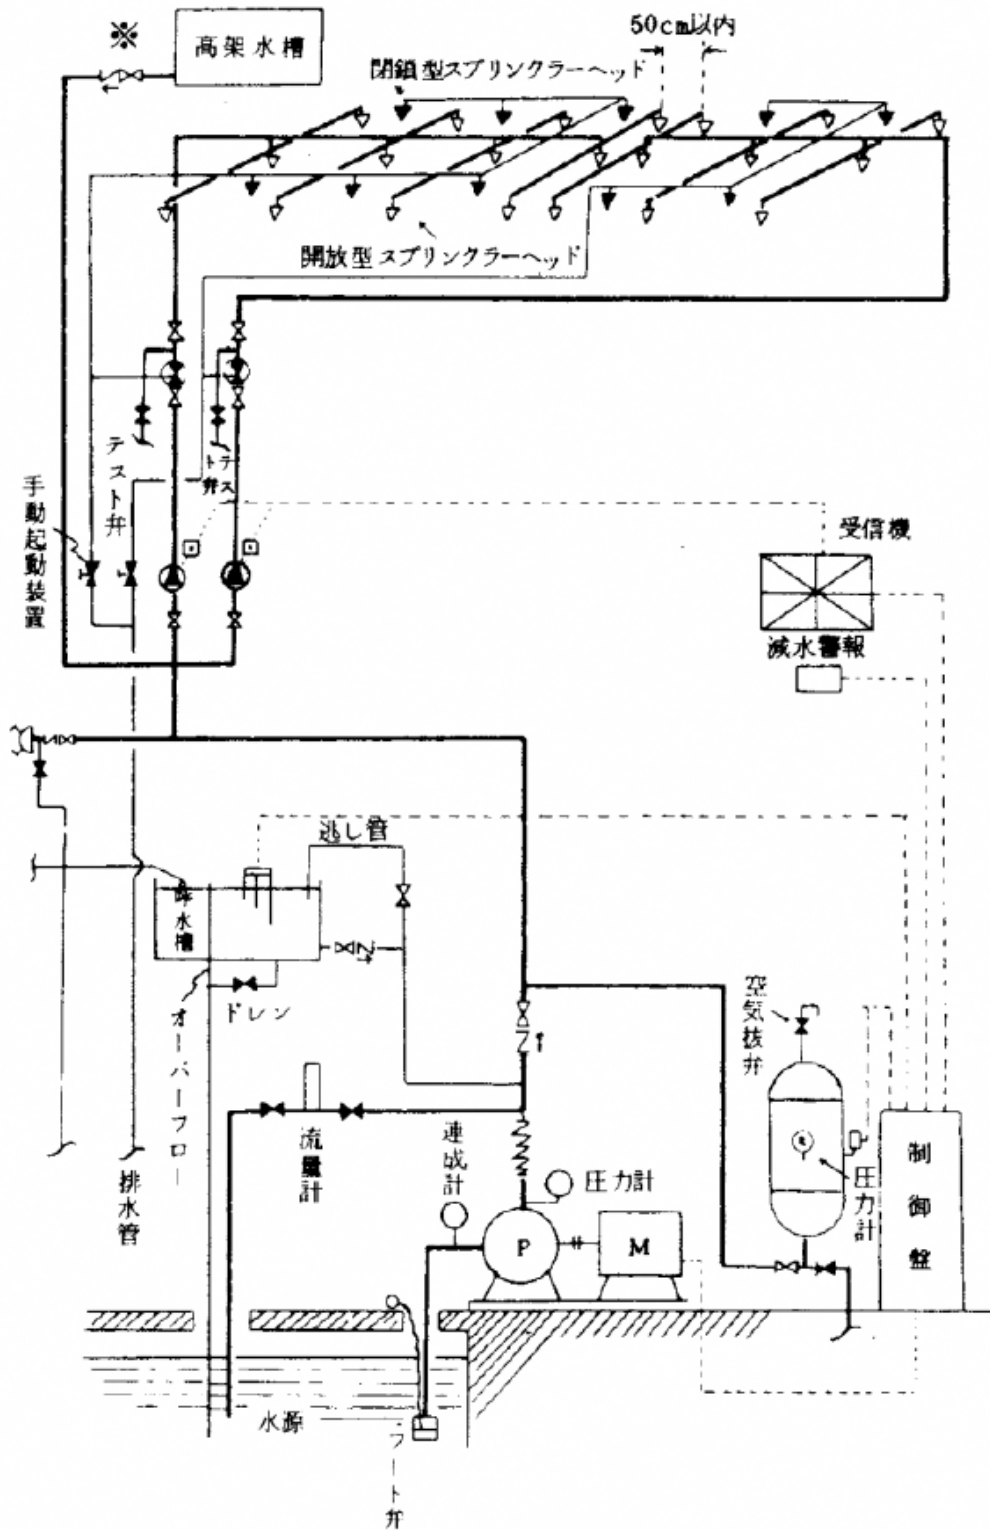 ※
高架水槽
50cm以内
閉鎖型スプリンクラーヘッド
開放型スプリンクラーヘッド
テスト弁
テスト弁
手動起動装置
受信機
減水警報
逃し管
呼水槽
ドレン
オーバーフロー
空気抜弁
流量計
連成計
圧力計
圧力計
制御盤
排水管
P
M
水源
フート弁